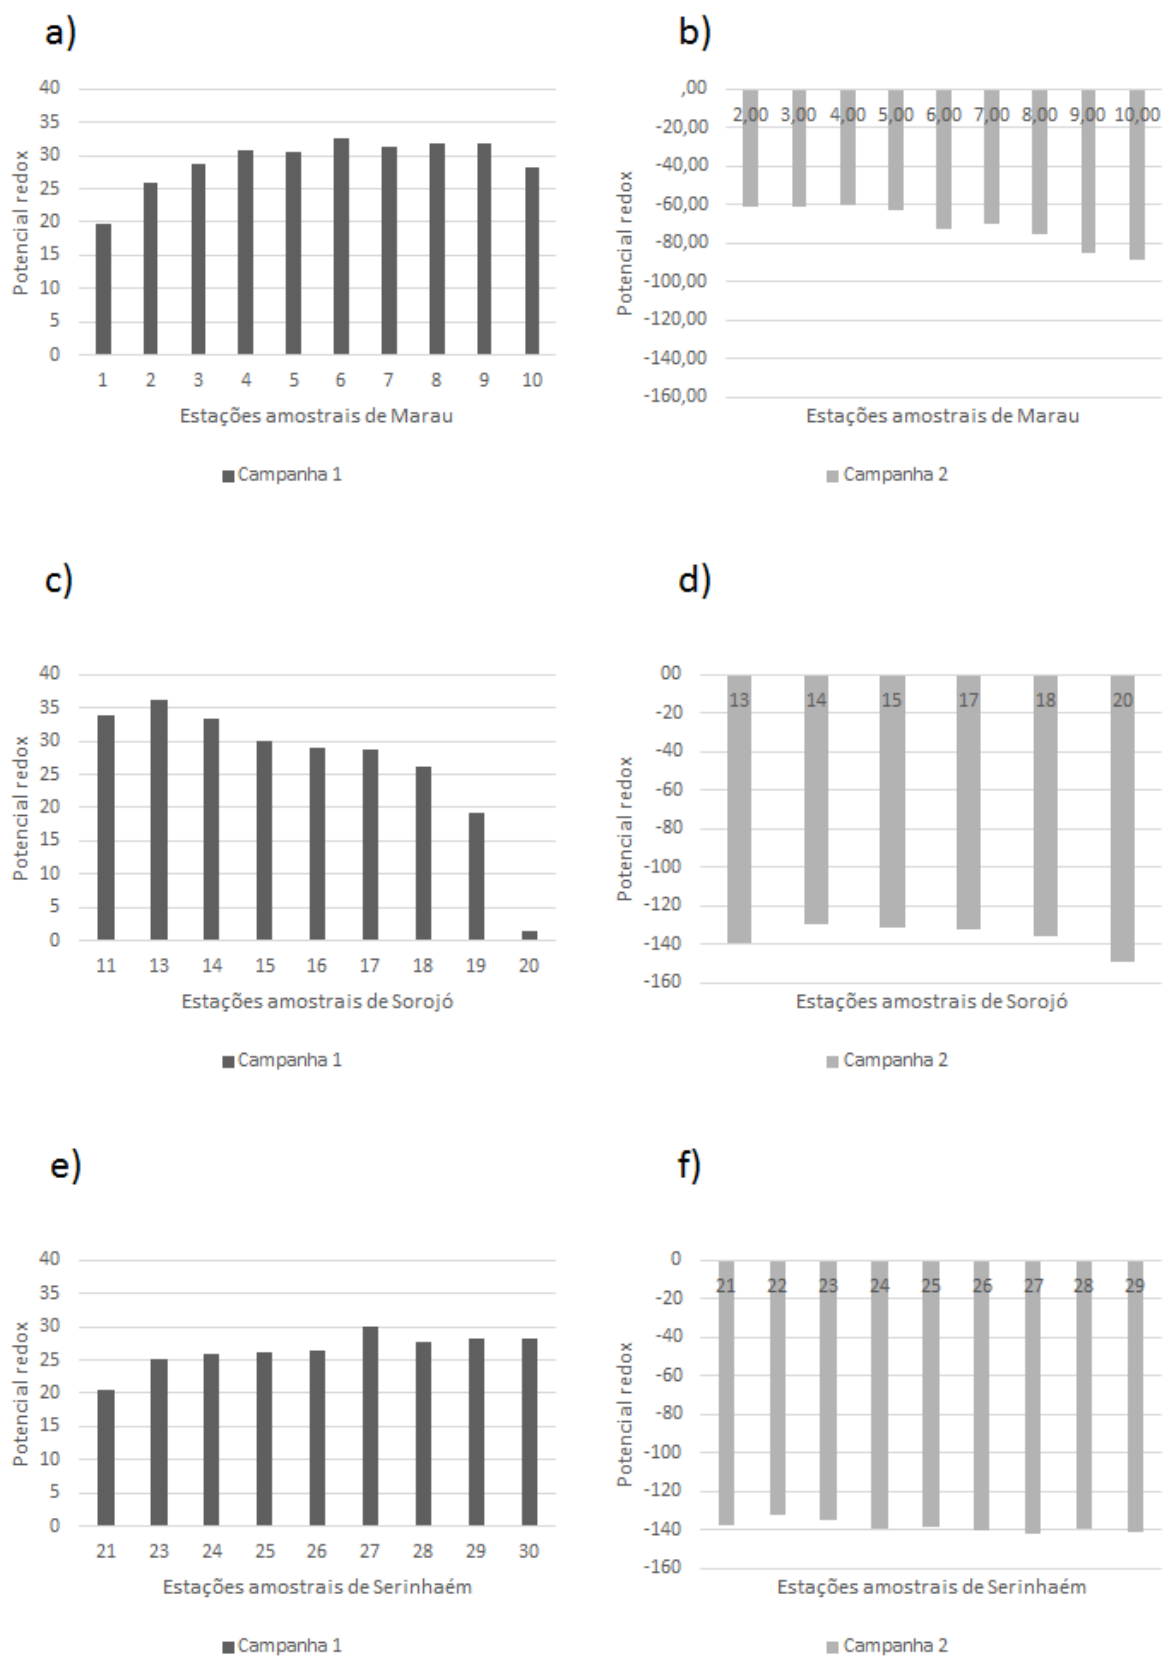 a)
40
35
30
25
20
15
10
5
0
Potencial redox
1 2 3 4 5 6 7 8 9 10
Estações amostrais de Marau
Campanha 1
b)
,00
-20,00
-40,00
-60,00
-80,00
-100,00
-120,00
-140,00
-160,00
Potencial redox
2,00 3,00 4,00 5,00 6,00 7,00 8,00 9,00 10,00
Estações amostrais de Marau
Campanha 2
c)
40
35
30
25
20
15
10
5
0
Potencial redox
11 13 14 15 16 17 18 19 20
Estações amostrais de Sorojó
Campanha 1
d)
00
-20
-40
-60
-80
-100
-120
-140
-160
Potencial redox
13 14 15 17 18 20
Estações amostrais de Sorojó
Campanha 2
e)
40
35
30
25
20
15
10
5
0
Potencial redox
21 23 24 25 26 27 28 29 30
Estações amostrais de Serinhaém
Campanha 1
f)
0
-20
-40
-60
-80
-100
-120
-140
-160
Potencial redox
21 22 23 24 25 26 27 28 29
Estações amostrais de Serinhaém
Campanha 2